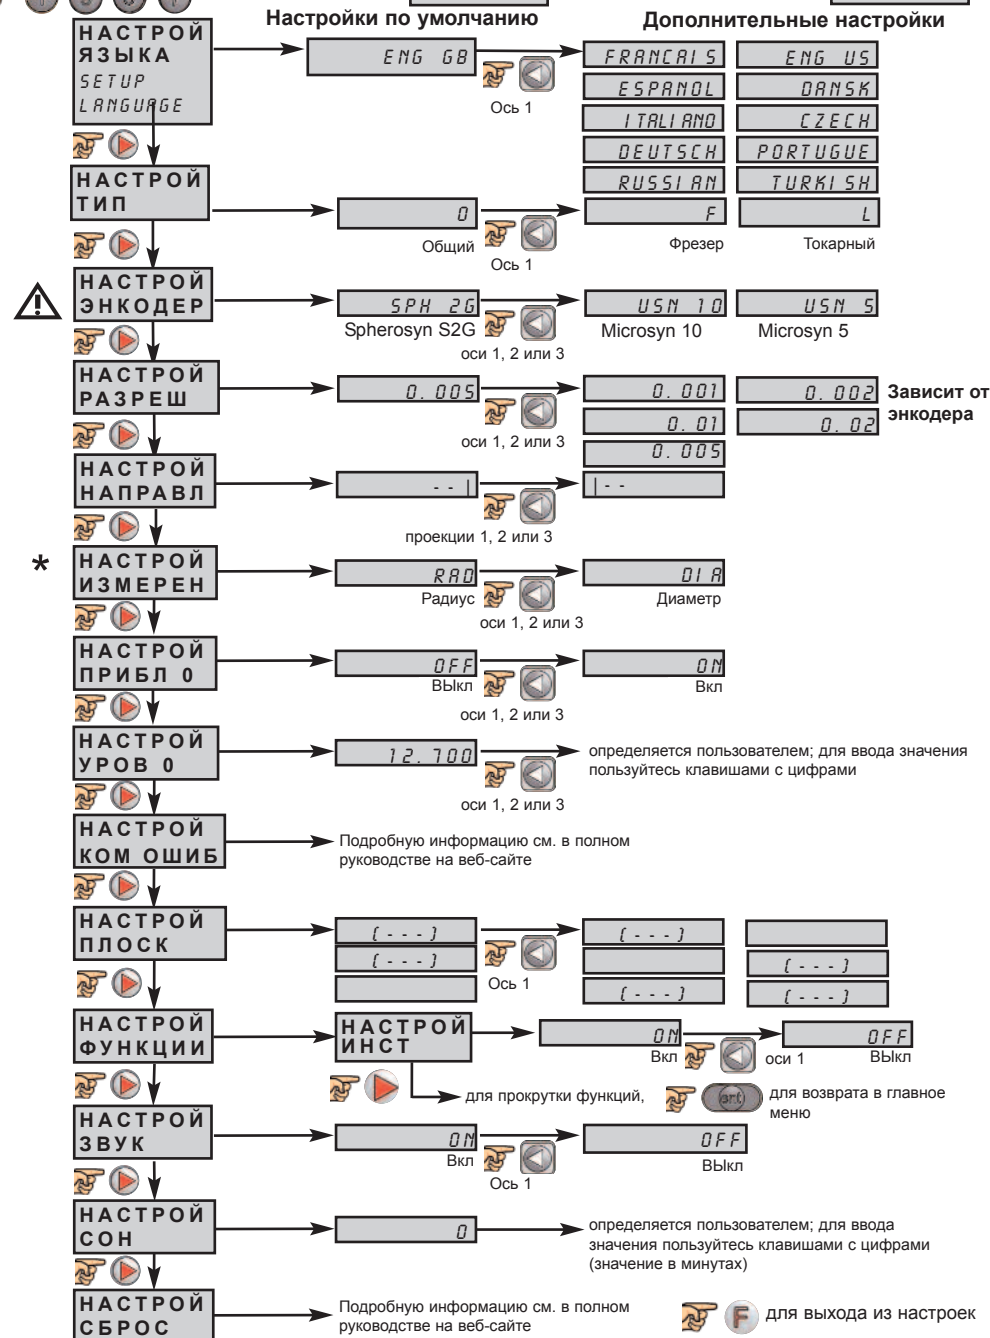 Настройки по умолчанию
Дополнительные настройки
НАСТРОЙ
ЯЗЫКА
SETUP
LANGUAGE
ENG GB
Ось 1
FRANCAIS
ENG US
ESPANOL
DANSK
ITALIANO
CZECH
DEUTSCH
PORTUGUE
RUSSIAN
TURKISH
НАСТРОЙ
ТИП
0
Общий
Ось 1
F
Фрезер
L
Токарный
НАСТРОЙ
ЭНКОДЕР
SPH 2G
Spherosyn S2G
оси 1, 2 или 3
USN 10
Microsyn 10
USN 5
Microsyn 5
НАСТРОЙ
РАЗРЕШ
0.005
оси 1, 2 или 3
0.001
0.002
0.01
0.02
0.005
Зависит от
энкодера
НАСТРОЙ
НАПРАВЛ
- - |
проекции 1, 2 или 3
| - -
*
НАСТРОЙ
ИЗМЕРЕН
RAD
Радиус
оси 1, 2 или 3
DIA
Диаметр
НАСТРОЙ
ПРИБЛ 0
OFF
ВЫкл
оси 1, 2 или 3
ON
Вкл
НАСТРОЙ
УРОВ 0
12.700
оси 1, 2 или 3
определяется пользователем; для ввода значения
пользуйтесь клавишами с цифрами
НАСТРОЙ
КОМ ОШИБ
Подробную информацию см. в полном
руководстве на веб-сайте
НАСТРОЙ
ПЛОСК
(---)
(---)
Ось 1
(---)
(---)
(---)
(---)
НАСТРОЙ
ФУНКЦИИ
НАСТРОЙ
ИНСТ
ON
Вкл
оси 1
OFF
ВЫкл
для прокрутки функций,
ent
для возврата в главное
меню
НАСТРОЙ
ЗВУК
ON
Вкл
Ось 1
OFF
ВЫкл
НАСТРОЙ
СОН
0
определяется пользователем; для ввода
значения пользуйтесь клавишами с цифрами
(значение в минутах)
НАСТРОЙ
СБРОС
Подробную информацию см. в полном
руководстве на веб-сайте
F для выхода из настроек